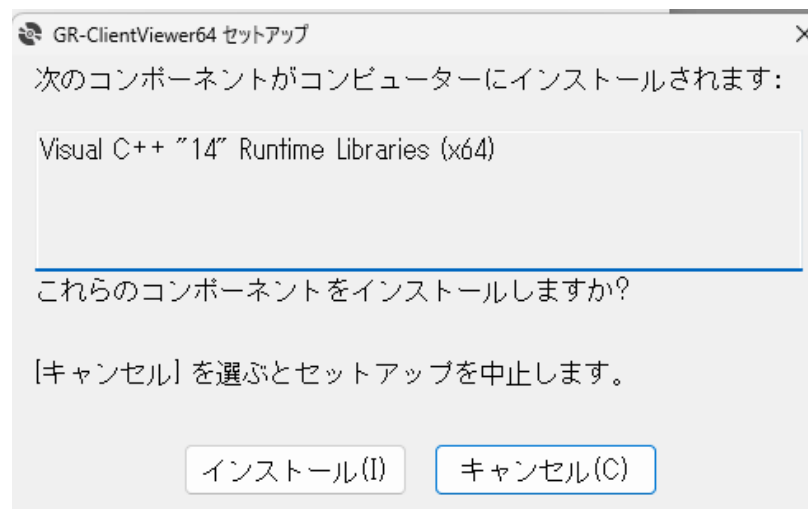 GR-ClientViewer64 セットアップ
次のコンポーネントがコンピューターにインストールされます:
Visual C++ "14" Runtime Libraries (x64)
これらのコンポーネントをインストールしますか?
[キャンセル] を選ぶとセットアップを中止します。
インストール(I)
キャンセル(C)